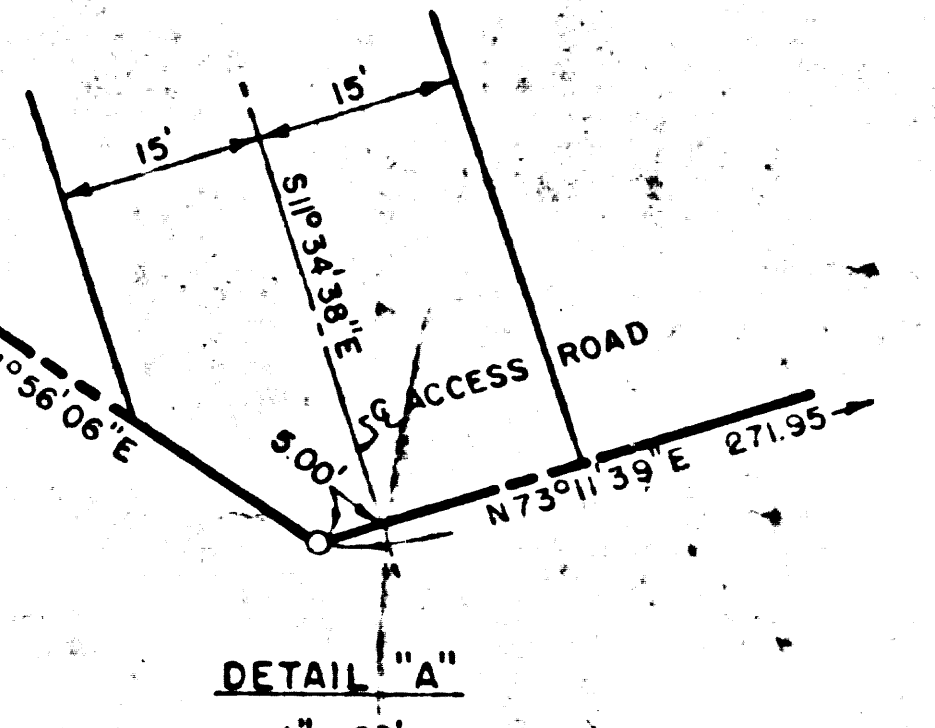 15'
15'
S11°34'38"E
℄ ACCESS ROAD
°56'06"E
5.00'
N73°11'39"E 271.95
DETAIL "A"